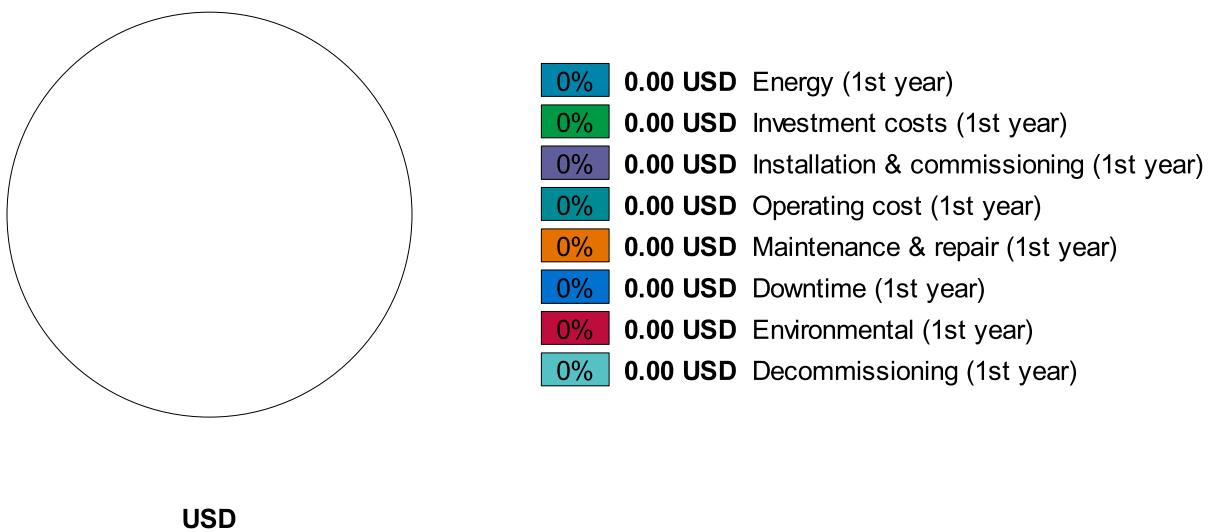 0% 0.00 USD Energy (1st year)
0% 0.00 USD Investment costs (1st year)
0% 0.00 USD Installation & commissioning (1st year)
0% 0.00 USD Operating cost (1st year)
0% 0.00 USD Maintenance & repair (1st year)
0% 0.00 USD Downtime (1st year)
0% 0.00 USD Environmental (1st year)
0% 0.00 USD Decommissioning (1st year)
USD